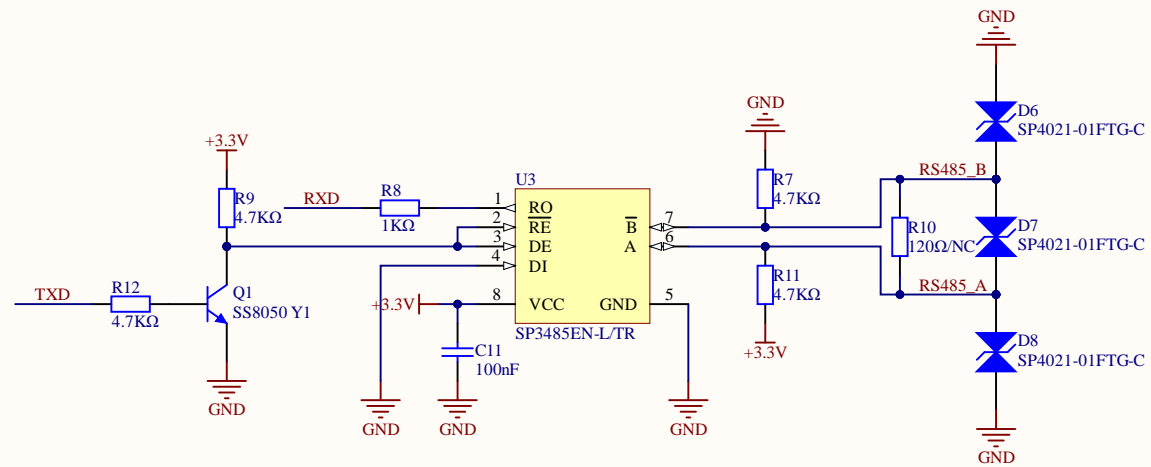 GND
D6
SP4021-01FTG-C
GND
+3.3V
U3
R9
4.7KΩ
RXD
R8
1KΩ
1
RO
2
RE
3
DE
4
DI
8
VCC
7
B
6
A
5
GND
SP3485EN-L/TR
R7
4.7KΩ
RS485_B
R10
120Ω/NC
D7
SP4021-01FTG-C
R11
4.7KΩ
RS485_A
+3.3V
TXD
R12
4.7KΩ
Q1
SS8050 Y1
+3.3V
C11
100nF
D8
SP4021-01FTG-C
GND
GND
GND
GND
GND